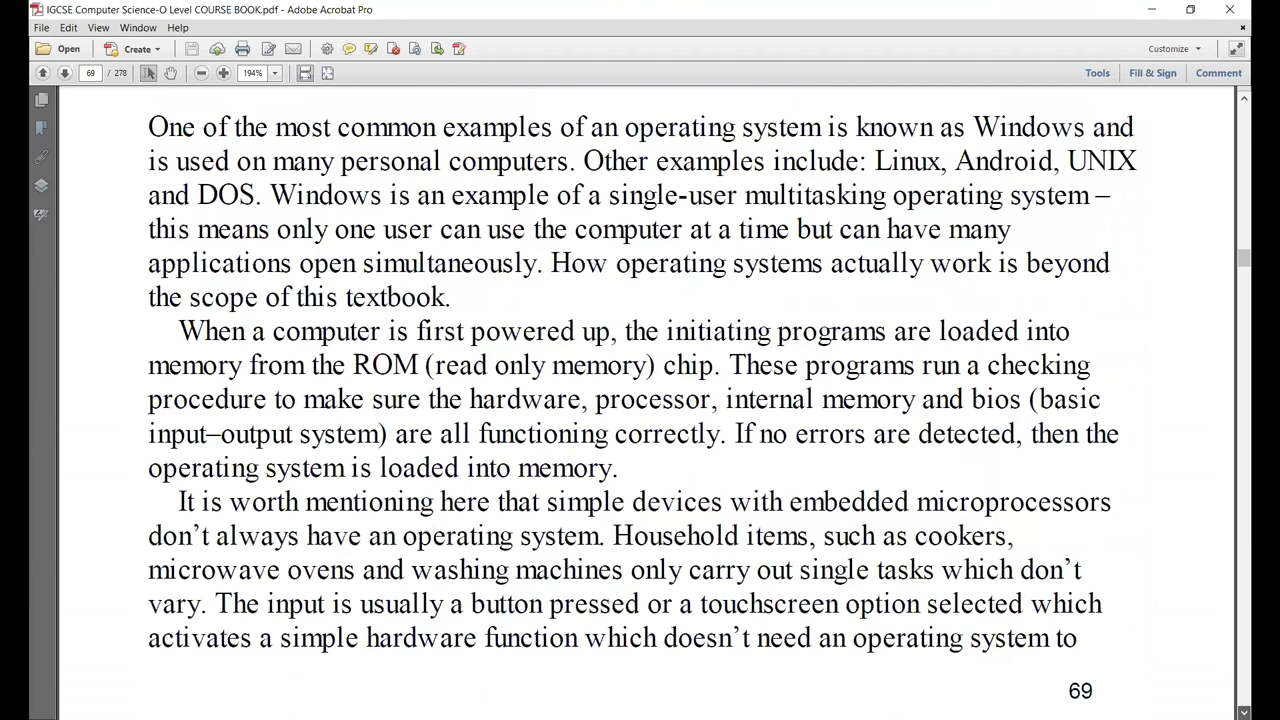 IGCSE Computer Science-O Level COURSE BOOK.pdf - Adobe Acrobat Pro
File Edit View Window Help
Open Create Customize
69 / 278 194% Tools Fill & Sign Comment
One of the most common examples of an operating system is known as Windows and
is used on many personal computers. Other examples include: Linux, Android, UNIX
and DOS. Windows is an example of a single-user multitasking operating system –
this means only one user can use the computer at a time but can have many
applications open simultaneously. How operating systems actually work is beyond
the scope of this textbook.
When a computer is first powered up, the initiating programs are loaded into
memory from the ROM (read only memory) chip. These programs run a checking
procedure to make sure the hardware, processor, internal memory and bios (basic
input–output system) are all functioning correctly. If no errors are detected, then the
operating system is loaded into memory.
It is worth mentioning here that simple devices with embedded microprocessors
don’t always have an operating system. Household items, such as cookers,
microwave ovens and washing machines only carry out single tasks which don’t
vary. The input is usually a button pressed or a touchscreen option selected which
activates a simple hardware function which doesn’t need an operating system to
69